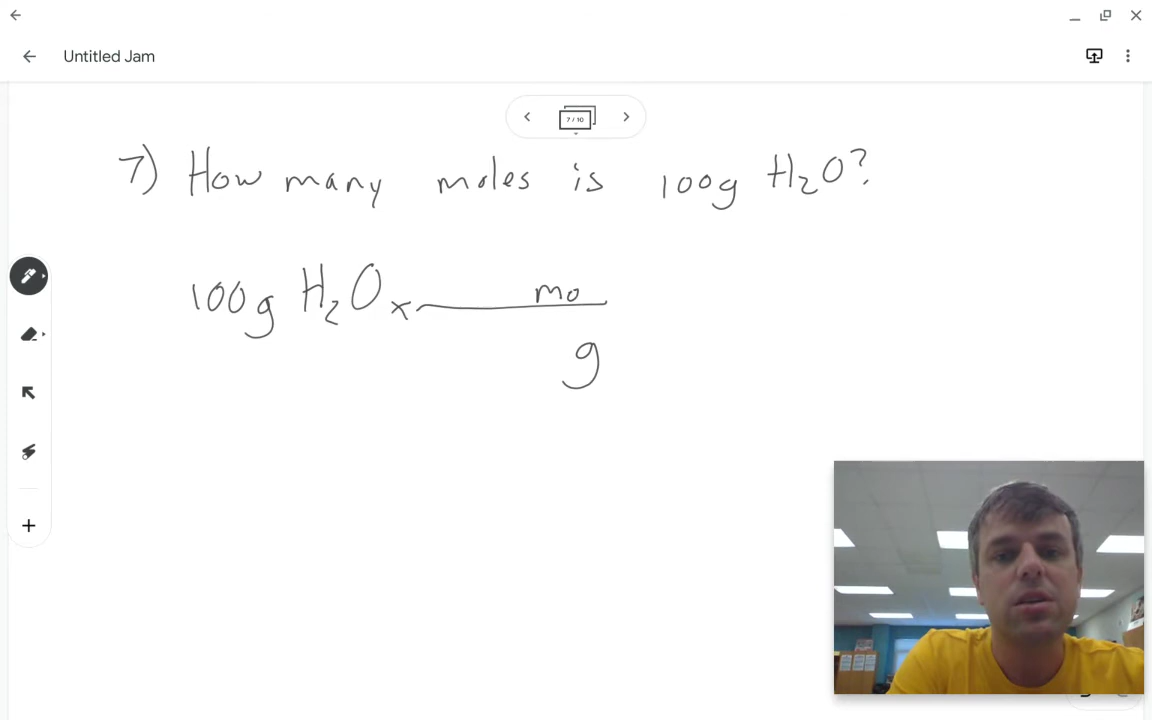 Untitled Jam
7 / 10
7) How many moles is 100g H₂O?
100g H₂O x mo
g